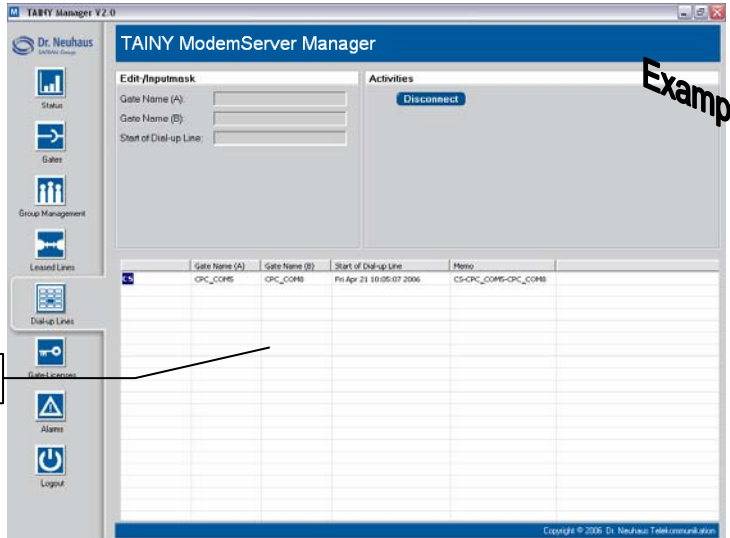 TAINY Manager V2.0
Dr. Neuhaus
TAINY ModemServer Manager
Examp
Edit-/Inputmask
Activities
Gate Name (A):
Disconnect
Gate Name (B):
Start of Dial-up Line:
Status
Gates
Group Management
Leased Lines
Dial-up Lines
Gate-Licenses
Alarms
Logout
Gate Name (A) Gate Name (B) Start of Dial-up Line Memo
CS CPC_COM5 CPC_COM8 Fri Apr 21 10:05:07 2006 CS-CPC_COM5-CPC_COM8
Copyright © 2006 Dr. Neuhaus Telekommunikation